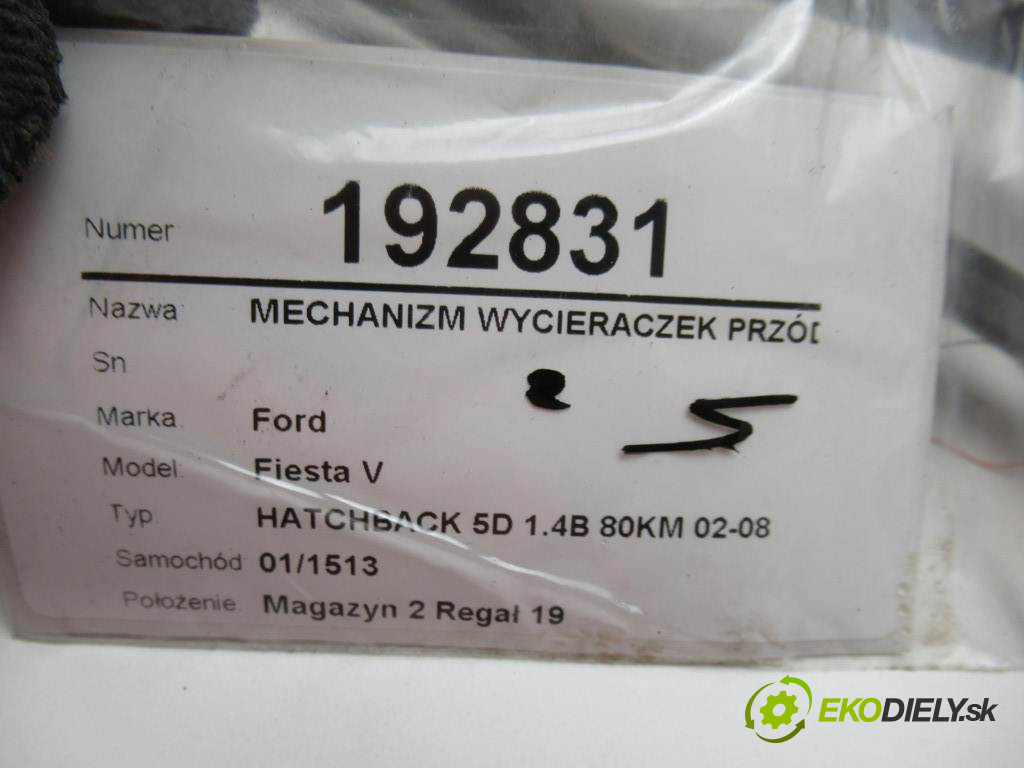 Numer 192831
Nazwa MECHANIZM WYCIERACZEK PRZÓD
Sn
Marka Ford
Model Fiesta V
Typ HATCHBACK 5D 1.4B 80KM 02-08
Samochód 01/1513
Położenie Magazyn 2 Regał 19
EKODIELY.sk